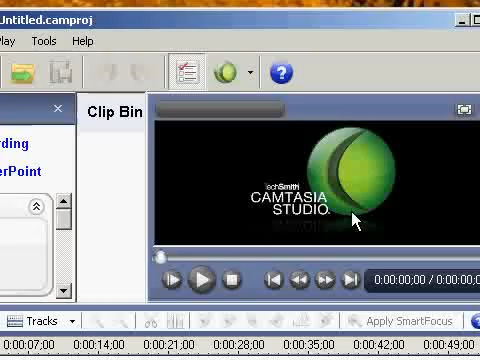 Untitled.camproj
Play Tools Help
Clip Bin
rding
erPoint
TechSmith
CAMTASIA
STUDIO.
0:00:00;00 / 0:00:00;
Tracks
Apply SmartFocus
0:00:07;00 0:00:14;00 0:00:21;00 0:00:28;00 0:00:35;00 0:00:42;00 0:00:49;00